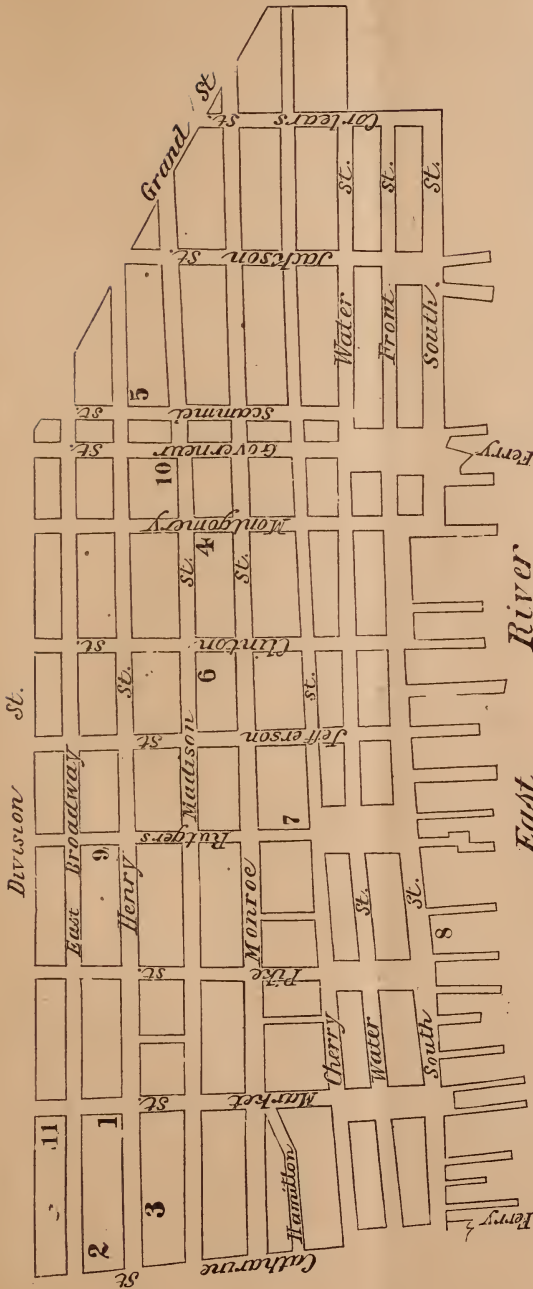 Division St.
Grand St
East Broadway
Henry St.
Madison St.
Monroe St.
Cherry St.
Water St.
South St.
Water St.
Front St.
South St.
Hamilton
Catharine St
Market St.
Pike St.
Rutgers
Jefferson St.
Clinton St.
Montgomery
Governeur St.
Scammel St.
Jackson St.
Corlears St.
11
1
2
3
9
7
8
6
4
10
5
Ferry
Ferry
East River